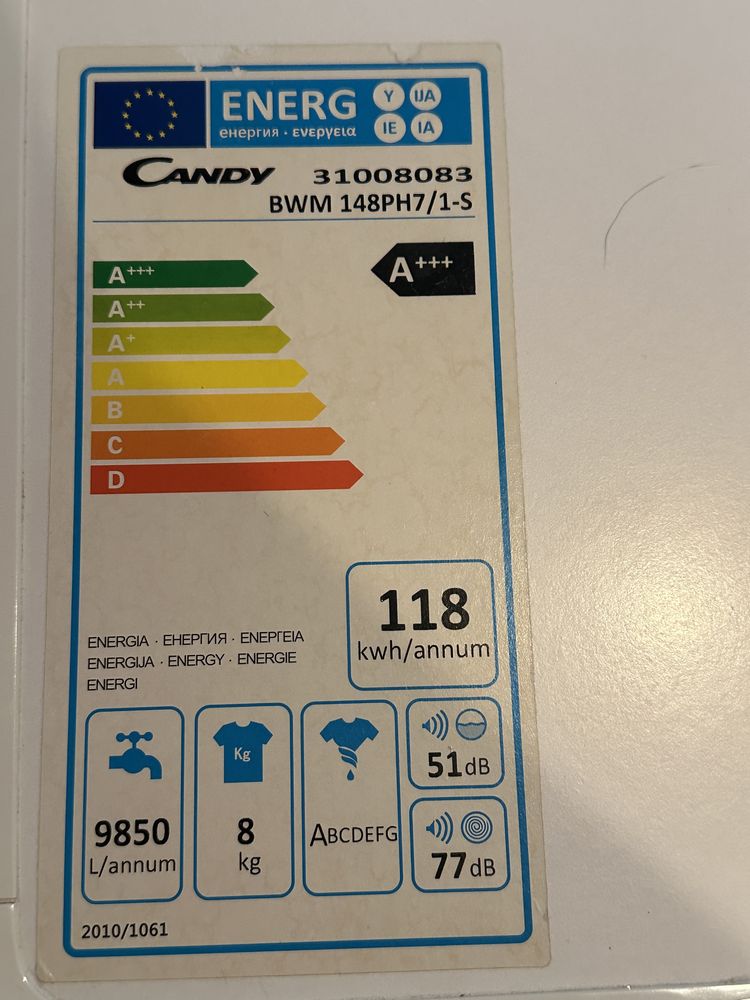 ENERG Y IJA
енергия · ενεργεια IE IA
CANDY 31008083
BWM 148PH7/1-S
A+++
A+++
A++
A+
A
B
C
D
118
kwh/annum
ENERGIA · ЕНЕРГИЯ · ΕΝΕΡΓΕΙΑ
ENERGIJA · ENERGY · ENERGIE
ENERGI
9850
L/annum
Kg
8
kg
ABCDEFG
51dB
77dB
2010/1061